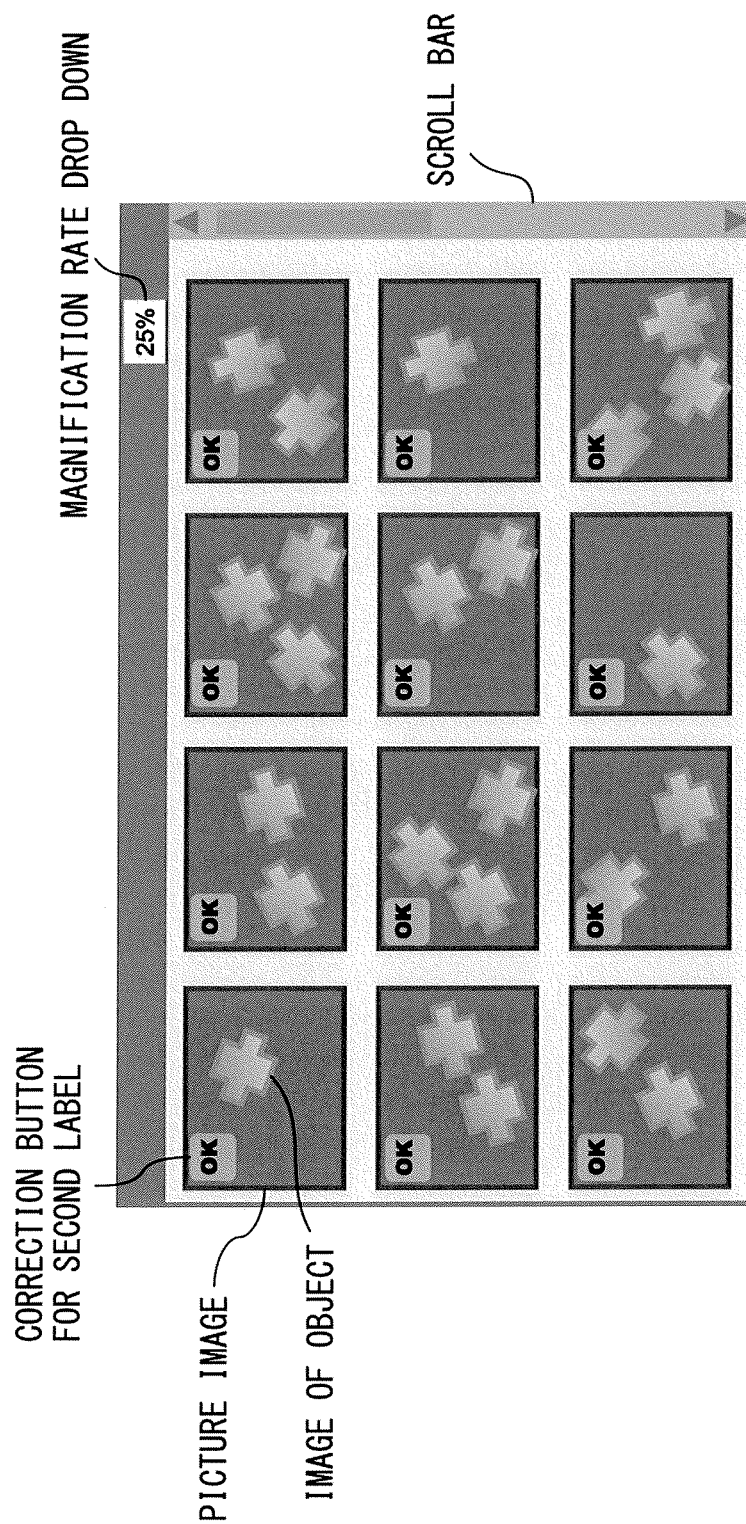 CORRECTION BUTTON
FOR SECOND LABEL
PICTURE IMAGE
IMAGE OF OBJECT
MAGNIFICATION RATE DROP DOWN
25%
SCROLL BAR
OK
OK
OK
OK
OK
OK
OK
OK
OK
OK
OK
OK